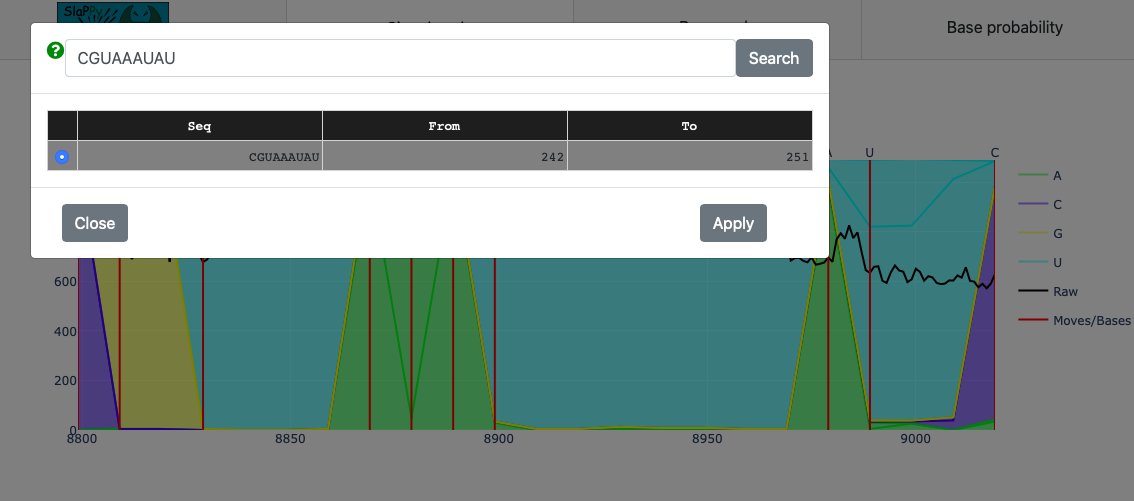 SlaPPy
Base probability
CGUAAAUAU
Search
Seq From To
CGUAAAUAU 242 251
Close Apply
U C
A
C
G
U
Raw
Moves/Bases
600
400
200
0
8800 8850 8900 8950 9000